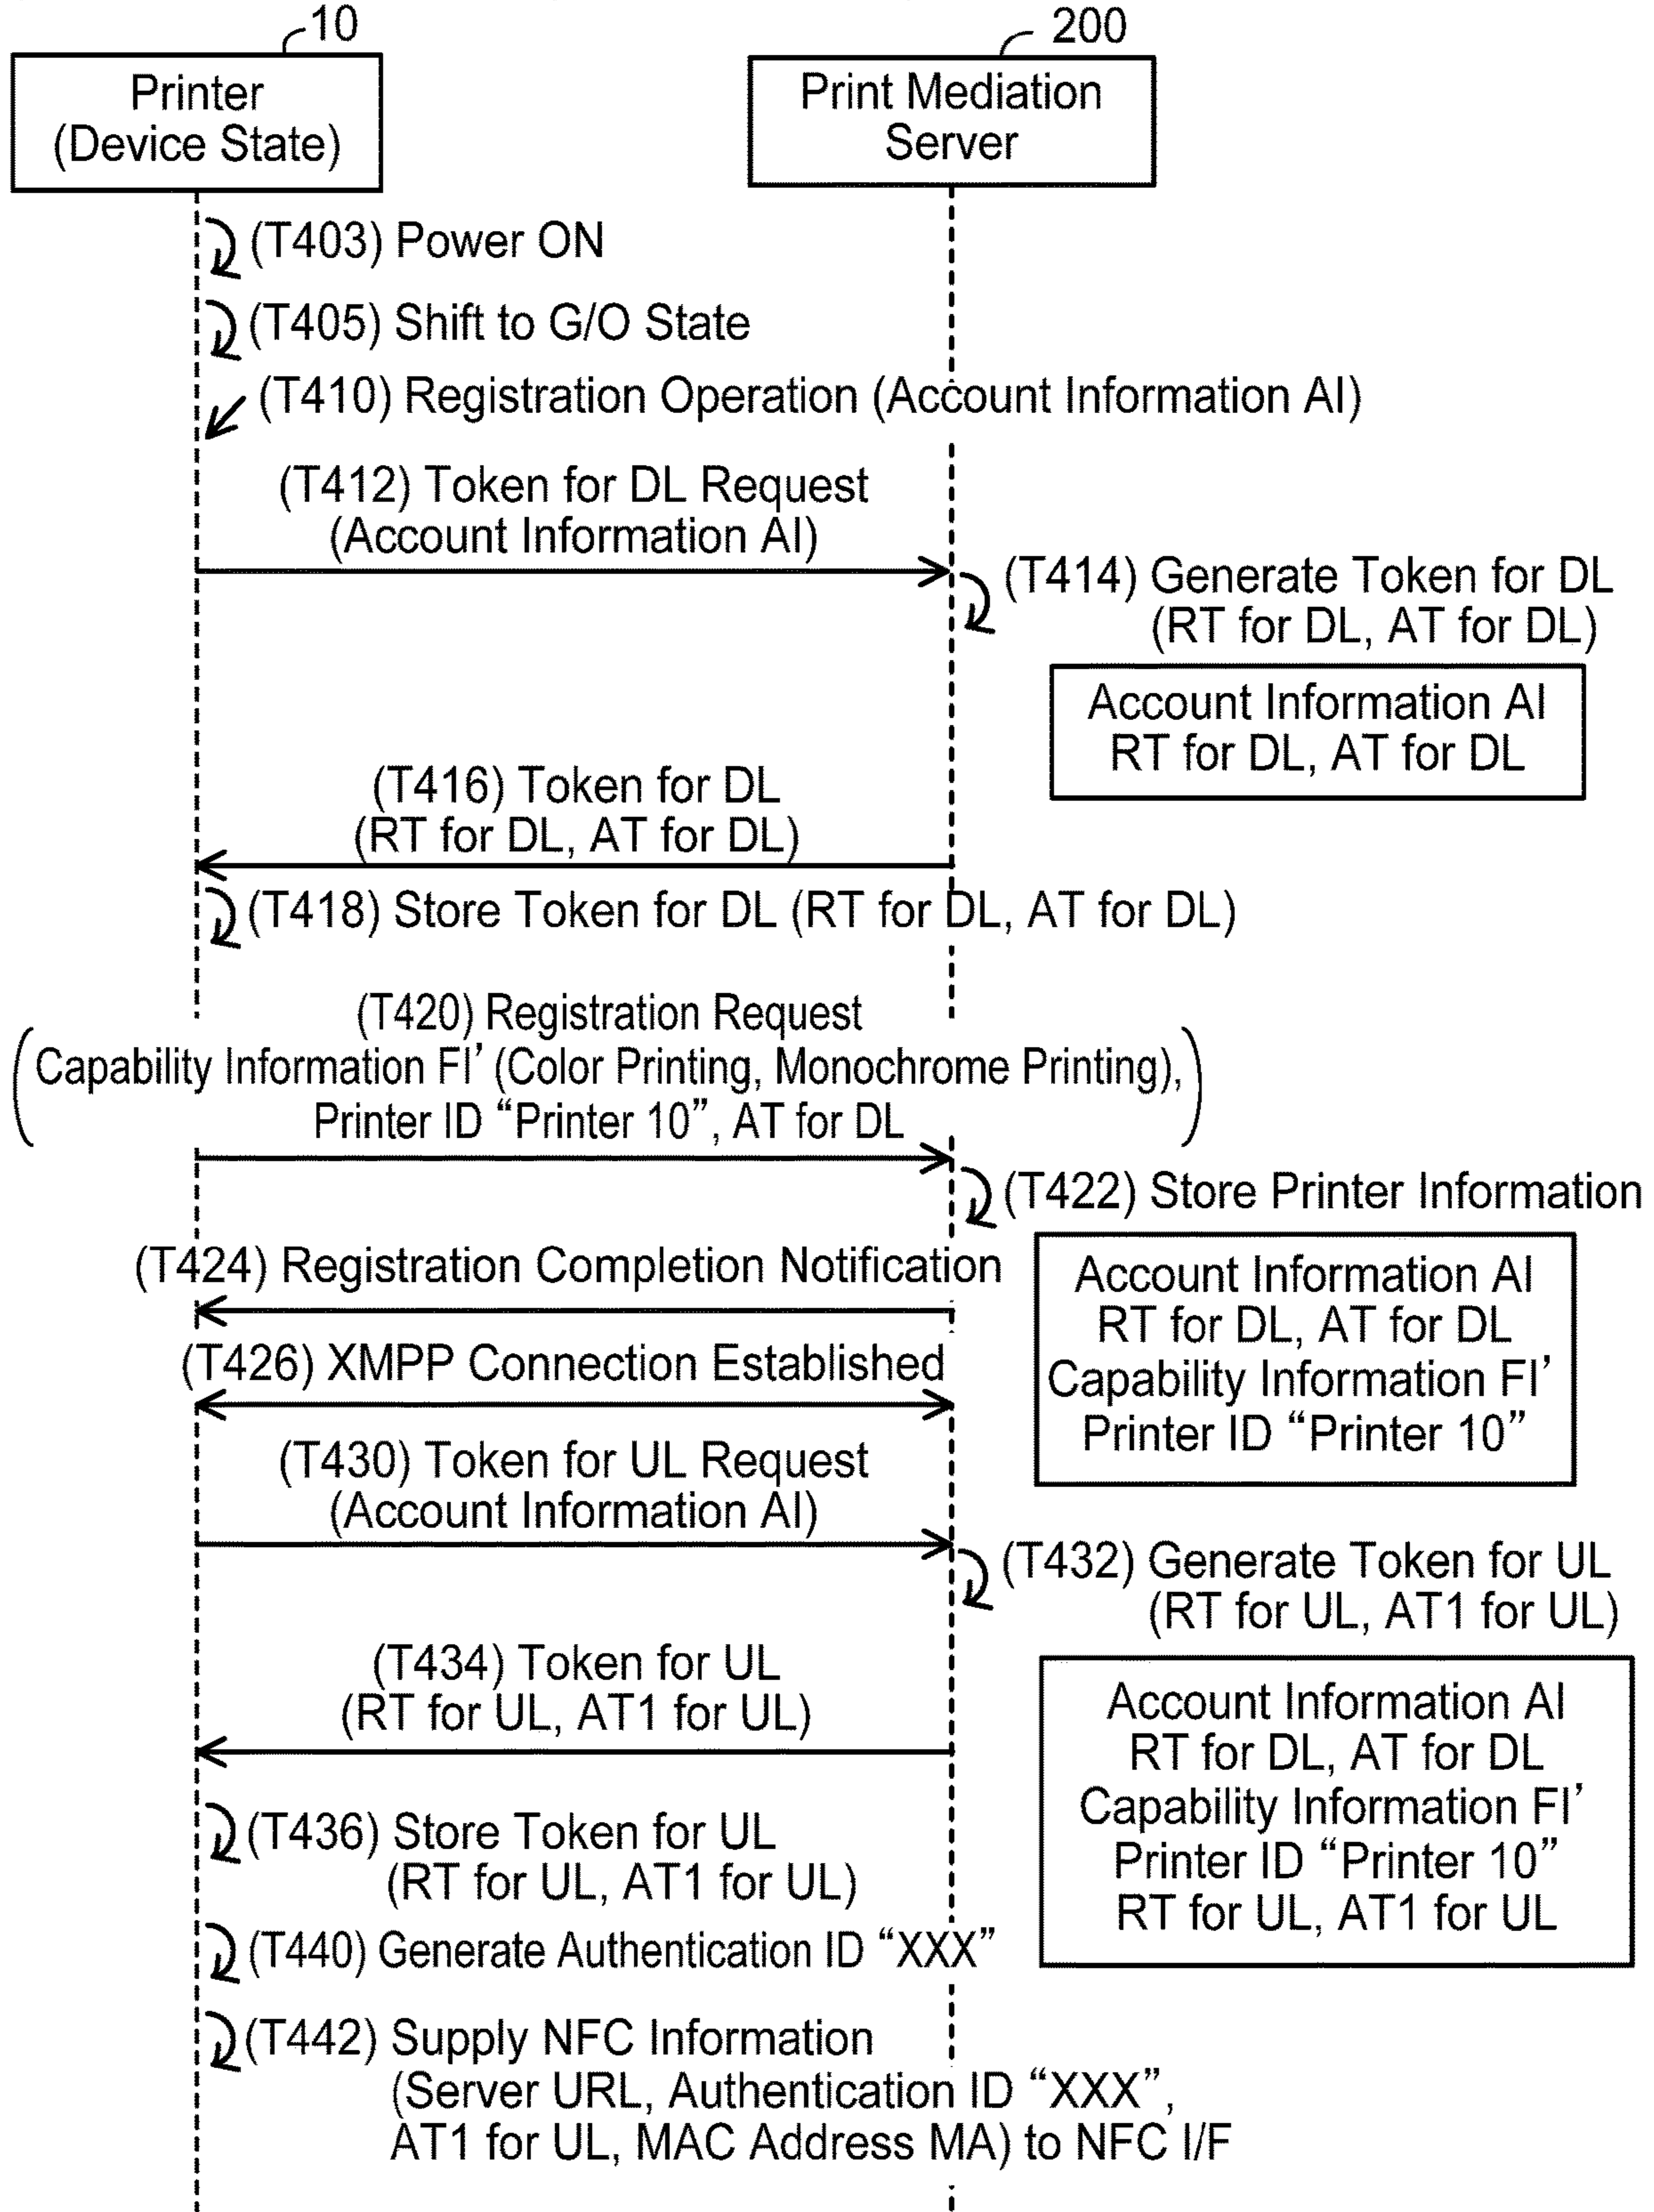 10
200
Printer
(Device State)
Print Mediation
Server
(T403) Power ON
(T405) Shift to G/O State
(T410) Registration Operation (Account Information AI)
(T412) Token for DL Request
(Account Information AI)
(T414) Generate Token for DL
(RT for DL, AT for DL)
Account Information AI
RT for DL, AT for DL
(T416) Token for DL
(RT for DL, AT for DL)
(T418) Store Token for DL (RT for DL, AT for DL)
(T420) Registration Request
(Capability Information FI’ (Color Printing, Monochrome Printing),
Printer ID “Printer 10”, AT for DL)
(T422) Store Printer Information
(T424) Registration Completion Notification
Account Information AI
RT for DL, AT for DL
Capability Information FI’
Printer ID “Printer 10”
(T426) XMPP Connection Established
(T430) Token for UL Request
(Account Information AI)
(T432) Generate Token for UL
(RT for UL, AT1 for UL)
(T434) Token for UL
(RT for UL, AT1 for UL)
Account Information AI
RT for DL, AT for DL
Capability Information FI’
Printer ID “Printer 10”
RT for UL, AT1 for UL
(T436) Store Token for UL
(RT for UL, AT1 for UL)
(T440) Generate Authentication ID “XXX”
(T442) Supply NFC Information
(Server URL, Authentication ID “XXX”,
AT1 for UL, MAC Address MA) to NFC I/F